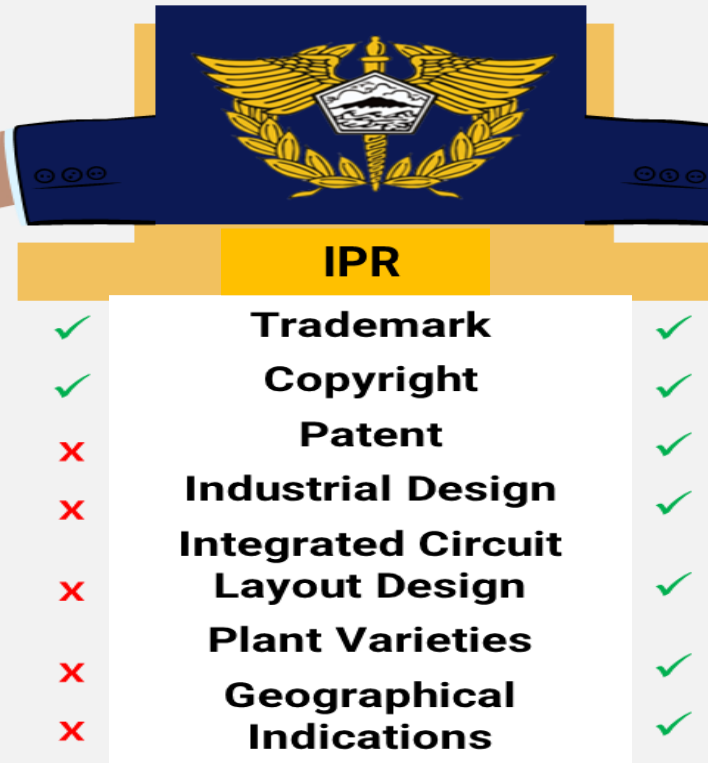 IPR
Trademark
Copyright
Patent
Industrial Design
Integrated Circuit
Layout Design
Plant Varieties
Geographical
Indications